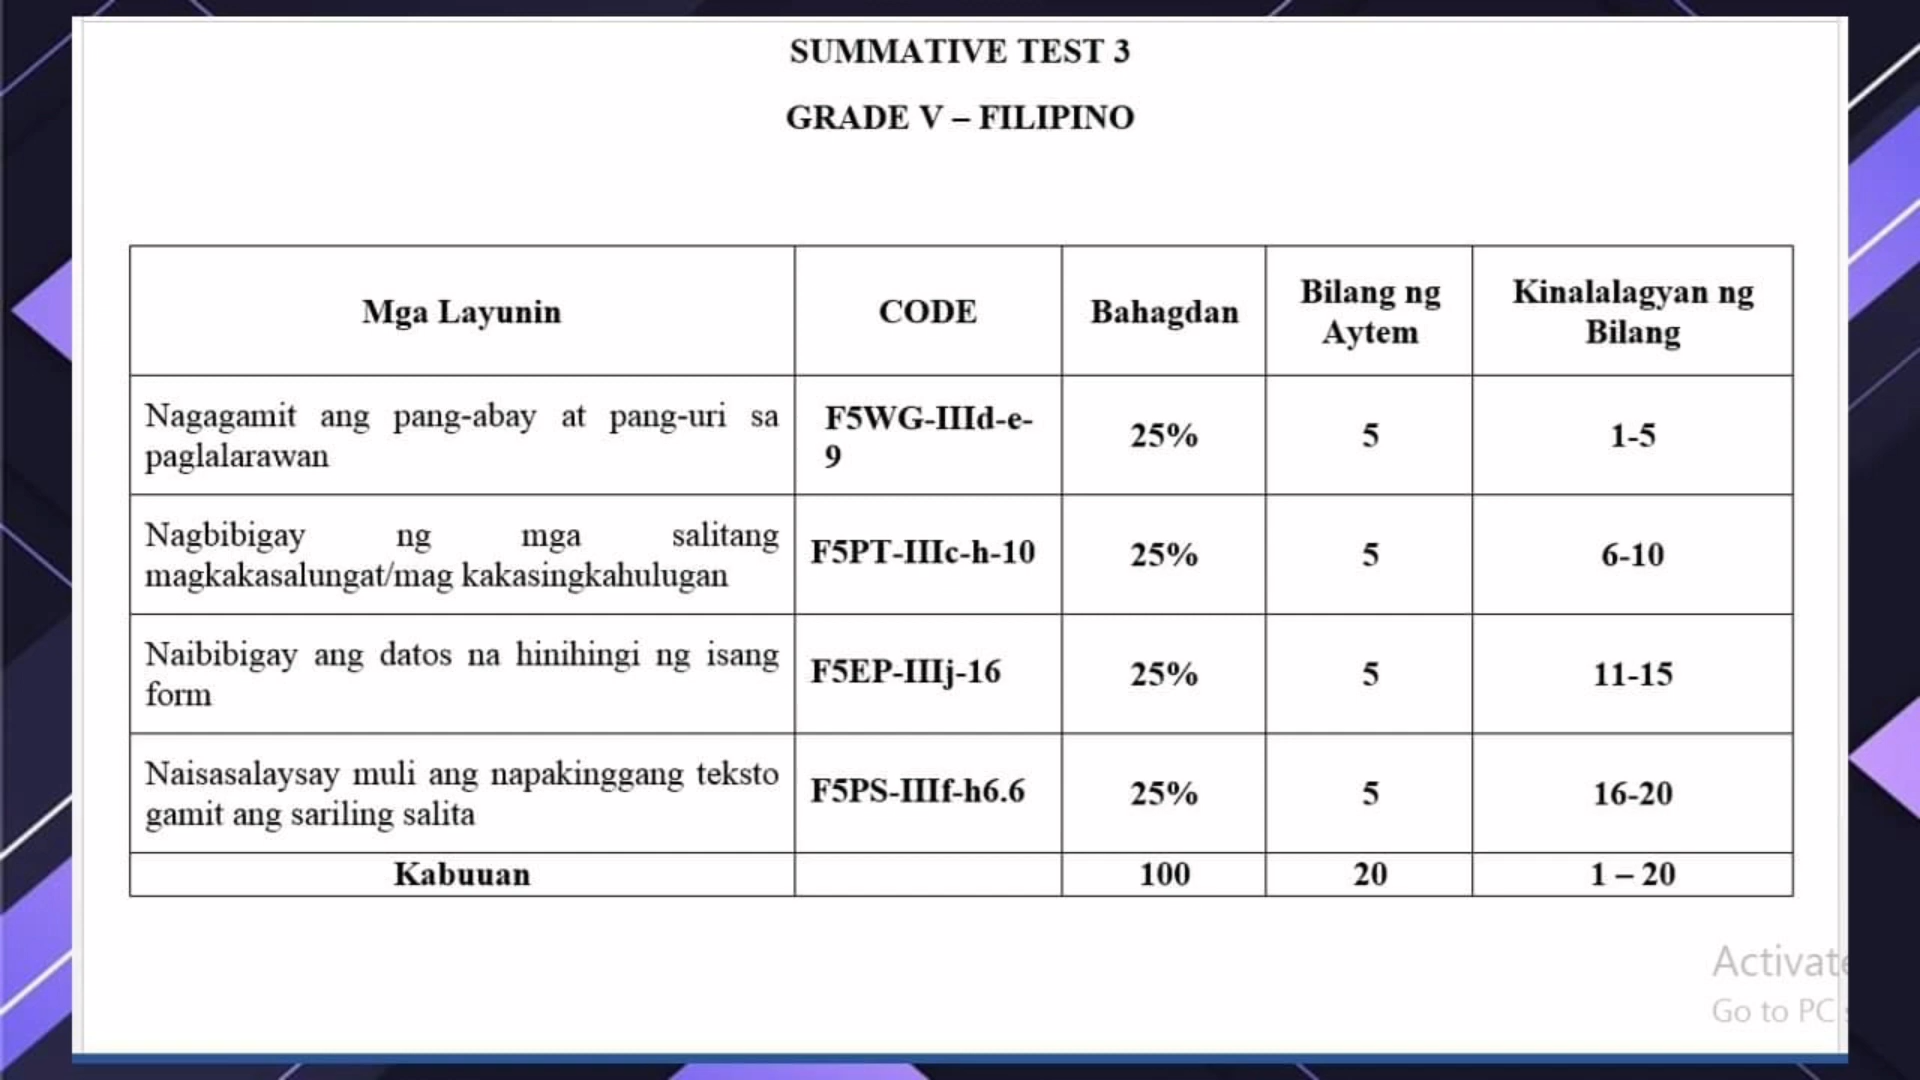 SUMMATIVE TEST 3
GRADE V – FILIPINO
Mga Layunin
CODE
Bahagdan
Bilang ng
Aytem
Kinalalagyan ng
Bilang
Nagagamit ang pang-abay at pang-uri sa
paglalarawan
F5WG-IIId-e-
9
25%
5
1-5
Nagbibigay ng mga salitang
magkakasalungat/mag kakasingkahulugan
F5PT-IIIc-h-10
25%
5
6-10
Naibibigay ang datos na hinihingi ng isang
form
F5EP-IIIj-16
25%
5
11-15
Naisasalaysay muli ang napakinggang teksto
gamit ang sariling salita
F5PS-IIIf-h6.6
25%
5
16-20
Kabuuan
100
20
1 – 20
Activate
Go to PC